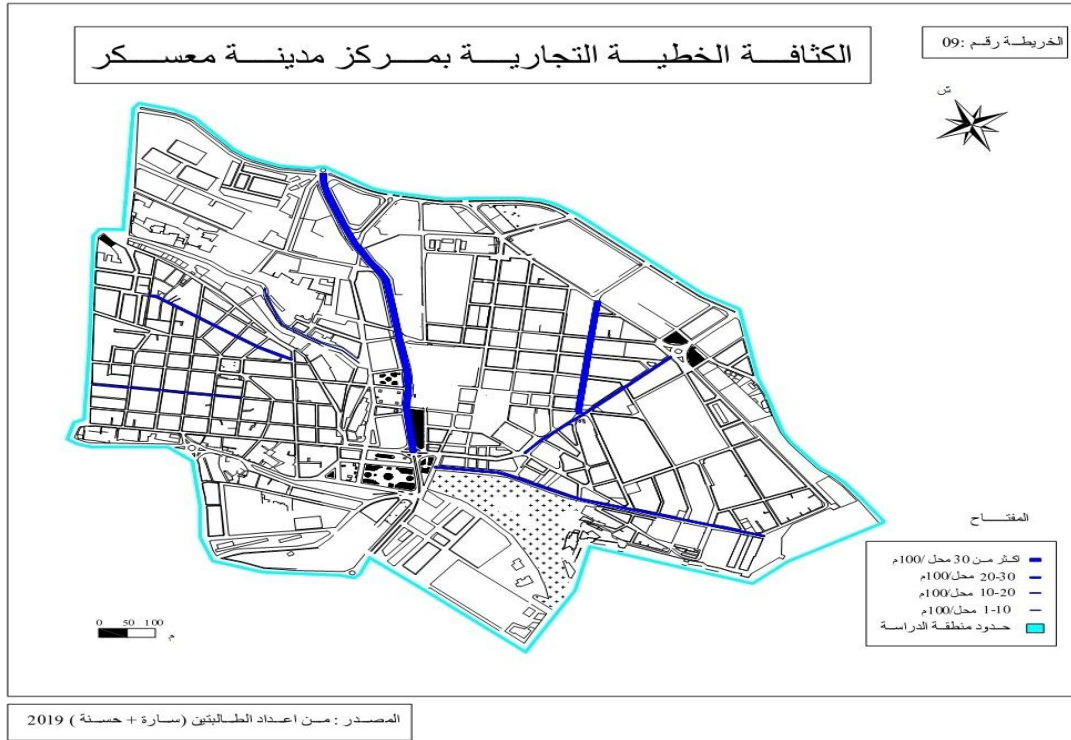 الخريطة رقم :09
الكثافة الخطية التجارية بمركز مدينة معسكر
ش
المفتاح
اكثر من 30 محل /100م
20-30 محل/100م
10-20 محل/100م
1-10 محل/100م
حدود منطقة الدراسة
0 50 100
م
المصدر : من اعداد الطالبتين (سارة + حسنة ) 2019